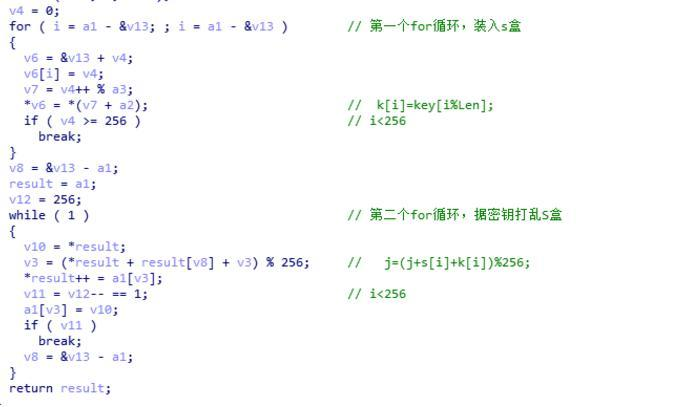 v4 = 0;
for ( i = a1 - &v13; ; i = a1 - &v13 ) // 第一个for循环，装入s盒
{
v6 = &v13 + v4;
v6[i] = v4;
v7 = v4++ % a3;
*v6 = *(v7 + a2); // k[i]=key[i%Len];
if ( v4 >= 256 ) // i<256
break;
}
v8 = &v13 - a1;
result = a1;
v12 = 256;
while ( 1 ) // 第二个for循环，据密钥打乱S盒
{
v10 = *result;
v3 = (*result + result[v8] + v3) % 256; // j=(j+s[i]+k[i])%256;
*result++ = a1[v3];
v11 = v12-- == 1; // i<256
a1[v3] = v10;
if ( v11 )
break;
v8 = &v13 - a1;
}
return result;